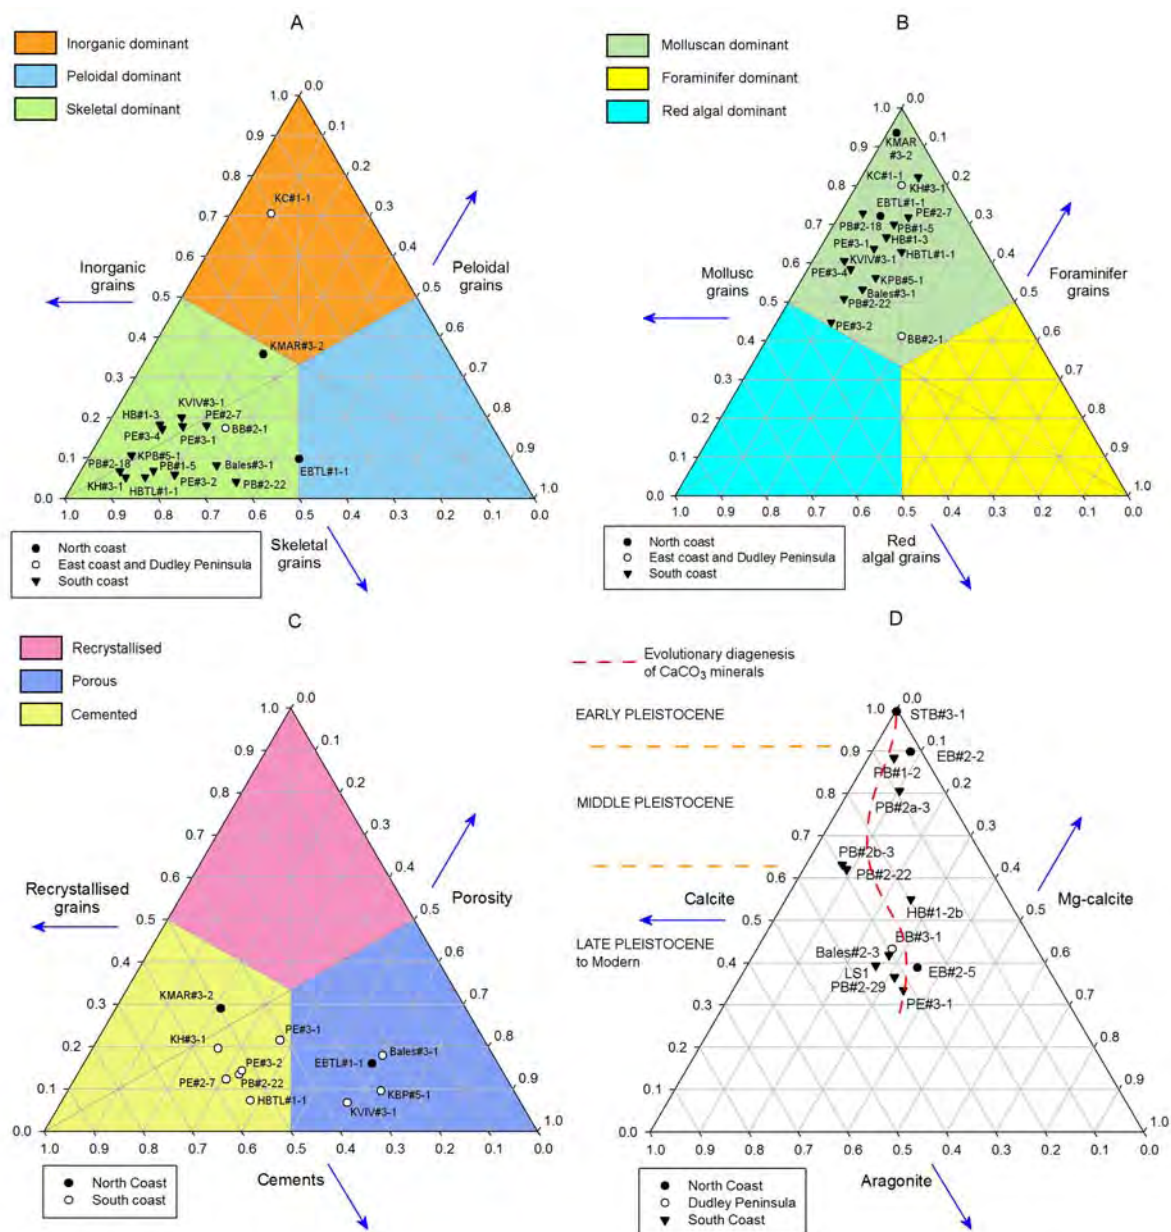 A
Inorganic dominant
Peloidal dominant
Skeletal dominant
0.0
1.0
0.1
0.9
0.2
0.8
KC#1-1
0.3
0.7
0.4
0.6
Inorganic
grains
Peloidal
grains
0.5
0.5
0.6
0.4
KMAR#3-2
0.7
0.3
KVIV#3-1
0.8
HB#1-3
PE#2-7
0.2
BB#2-1
PE#3-4
PE#3-1
0.9
KPB#5-1
0.1
PB#2-18
PB#1-5
Bales#3-1
EBTL#1-1
KH#3-1
HBTL#1-1
PE#3-2
PB#2-22
1.0
0.0
1.0 0.9 0.8 0.7 0.6 0.5 0.4 0.3 0.2 0.1 0.0
Skeletal
grains
North coast
East coast and Dudley Peninsula
South coast
B
Molluscan dominant
Foraminifer dominant
Red algal dominant
0.0
1.0
0.1
KMAR
#3-2
0.9
0.2
KC#1-1
KH#3-1
0.8
EBTL#1-1
PE#2-7
0.3
PB#2-18
PB#1-5
0.7
HB#1-3
PE#3-1
HBTL#1-1
0.4
KVIV#3-1
0.6
PE#3-4
KPB#5-1
Mollusc
grains
Foraminifer
grains
Bales#3-1
0.5
PB#2-22
0.5
PE#3-2
0.6
BB#2-1
0.4
0.7
0.3
0.8
0.2
0.9
0.1
1.0
0.0
1.0 0.9 0.8 0.7 0.6 0.5 0.4 0.3 0.2 0.1 0.0
Red
algal grains
North coast
East coast and Dudley Peninsula
South coast
C
Recrystallised
Porous
Cemented
0.0
1.0
0.1
0.9
0.2
0.8
0.3
0.7
0.4
0.6
Recrystallised
grains
Porosity
0.5
0.5
0.6
0.4
0.7
0.3
KMAR#3-2
PE#3-1
0.8
KH#3-1
0.2
Bales#3-1
EBTL#1-1
PE#3-2
0.9
PE#2-7
PB#2-22
KBP#5-1
0.1
HBTL#1-1
KVIV#3-1
1.0
0.0
1.0 0.9 0.8 0.7 0.6 0.5 0.4 0.3 0.2 0.1 0.0
Cements
North Coast
South coast
D
Evolutionary diagenesis
of CaCO3 minerals
0.0
1.0
STB#3-1
EARLY PLEISTOCENE
0.1
EB#2-2
0.9
PB#1-2
0.2
0.8
PB#2a-3
MIDDLE PLEISTOCENE
0.3
0.7
PB#2b-3
0.4
PB#2-22
0.6
Calcite
Mg-calcite
HB#1-2b
0.5
0.5
BB#3-1
LATE PLEISTOCENE
to Modern
Bales#2-3
0.6
0.4
LS1
EB#2-5
PB#2-29
0.7
PE#3-1
0.3
0.8
0.2
0.9
0.1
1.0
0.0
1.0 0.9 0.8 0.7 0.6 0.5 0.4 0.3 0.2 0.1 0.0
Aragonite
North Coast
Dudley Peninsula
South Coast